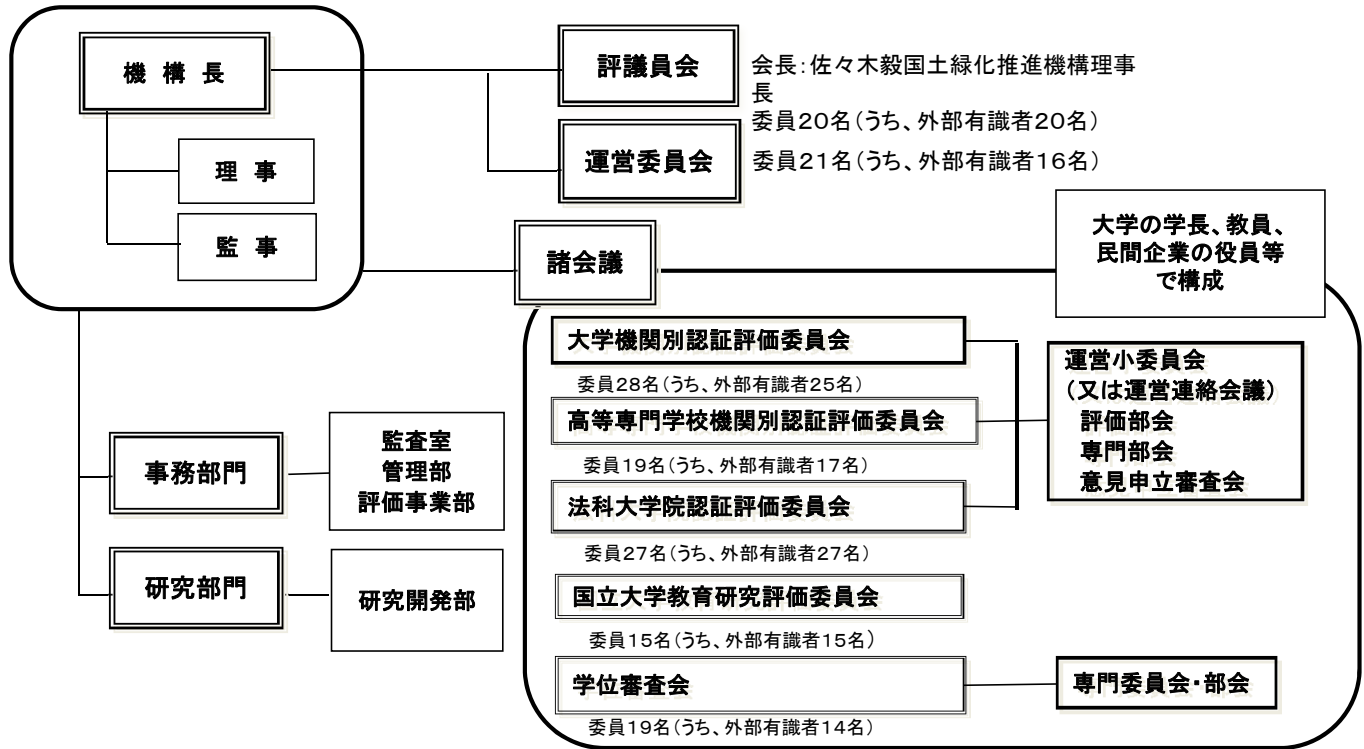 機 構 長
理 事
監 事
評議員会
会長:佐々木毅国土緑化推進機構理事
長
委員20名(うち、外部有識者20名)
運営委員会
委員21名(うち、外部有識者16名)
諸会議
大学の学長、教員、
民間企業の役員等
で構成
大学機関別認証評価委員会
委員28名(うち、外部有識者25名)
高等専門学校機関別認証評価委員会
委員19名(うち、外部有識者17名)
法科大学院認証評価委員会
委員27名(うち、外部有識者27名)
運営小委員会
(又は運営連絡会議)
評価部会
専門部会
意見申立審査会
国立大学教育研究評価委員会
委員15名(うち、外部有識者15名)
学位審査会
委員19名(うち、外部有識者14名)
専門委員会・部会
事務部門
監査室
管理部
評価事業部
研究部門
研究開発部